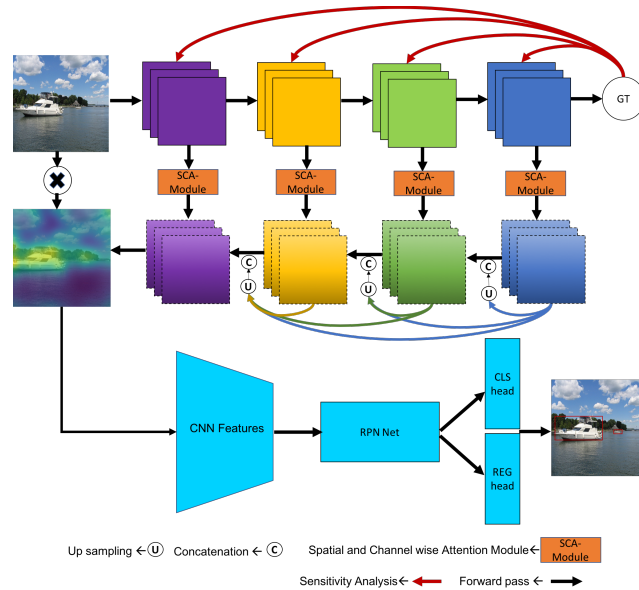 GT
SCA-
Module
SCA-
Module
SCA-
Module
SCA-
Module
C
U
C
U
C
U
CNN Features
RPN Net
CLS
head
REG
head
Up sampling ← U Concatenation ← C Spatial and Channel wise Attention Module ← SCA-
Module
Sensitivity Analysis ← Forward pass ←